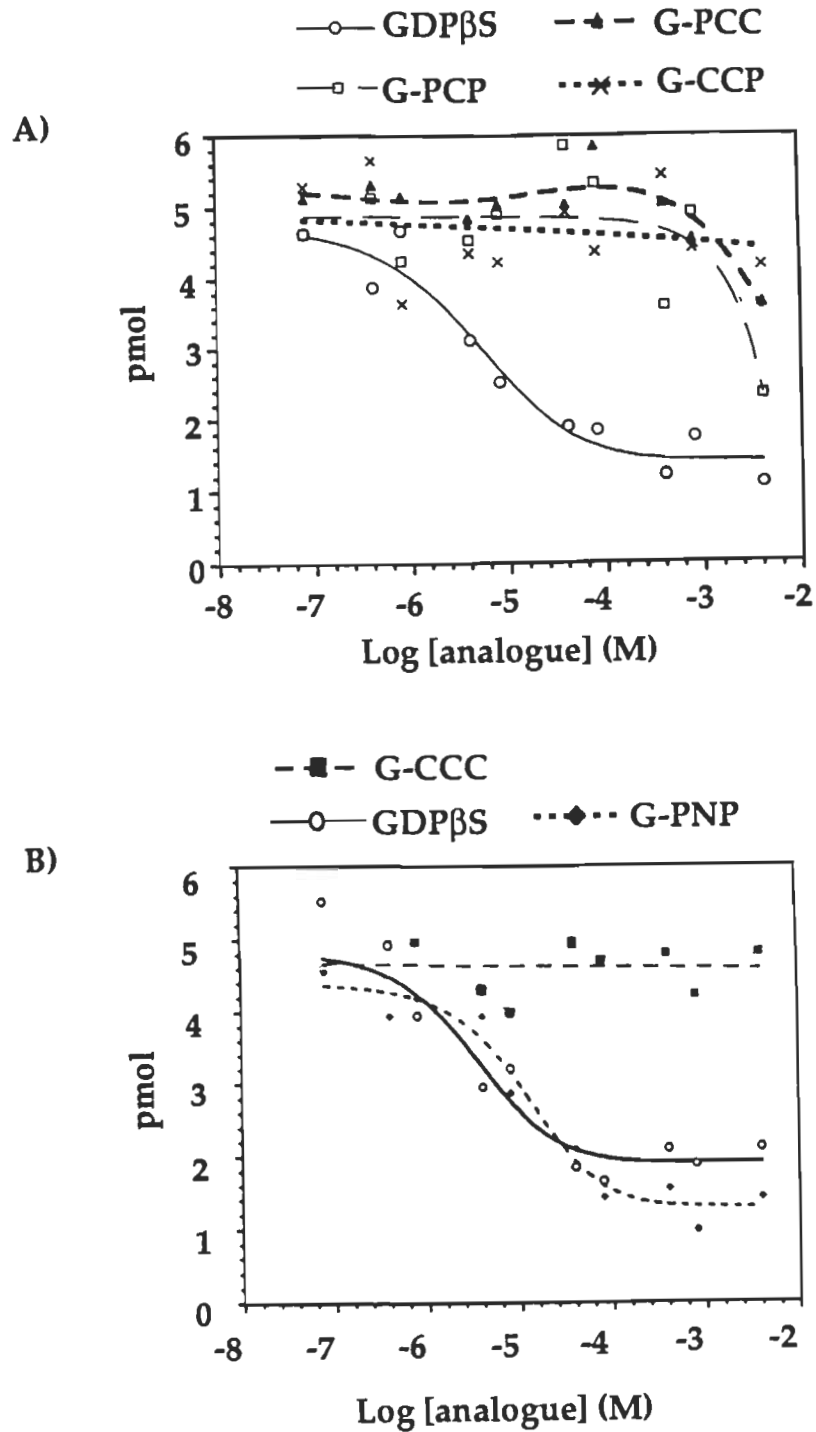 GDPβS G-PCC
G-PCP G-CCP
A)
6
5
4
3
2
1
0
pmol
-8 -7 -6 -5 -4 -3 -2
Log [analogue] (M)
G-CCC
GDPβS G-PNP
B)
6
5
4
3
2
1
0
pmol
-8 -7 -6 -5 -4 -3 -2
Log [analogue] (M)